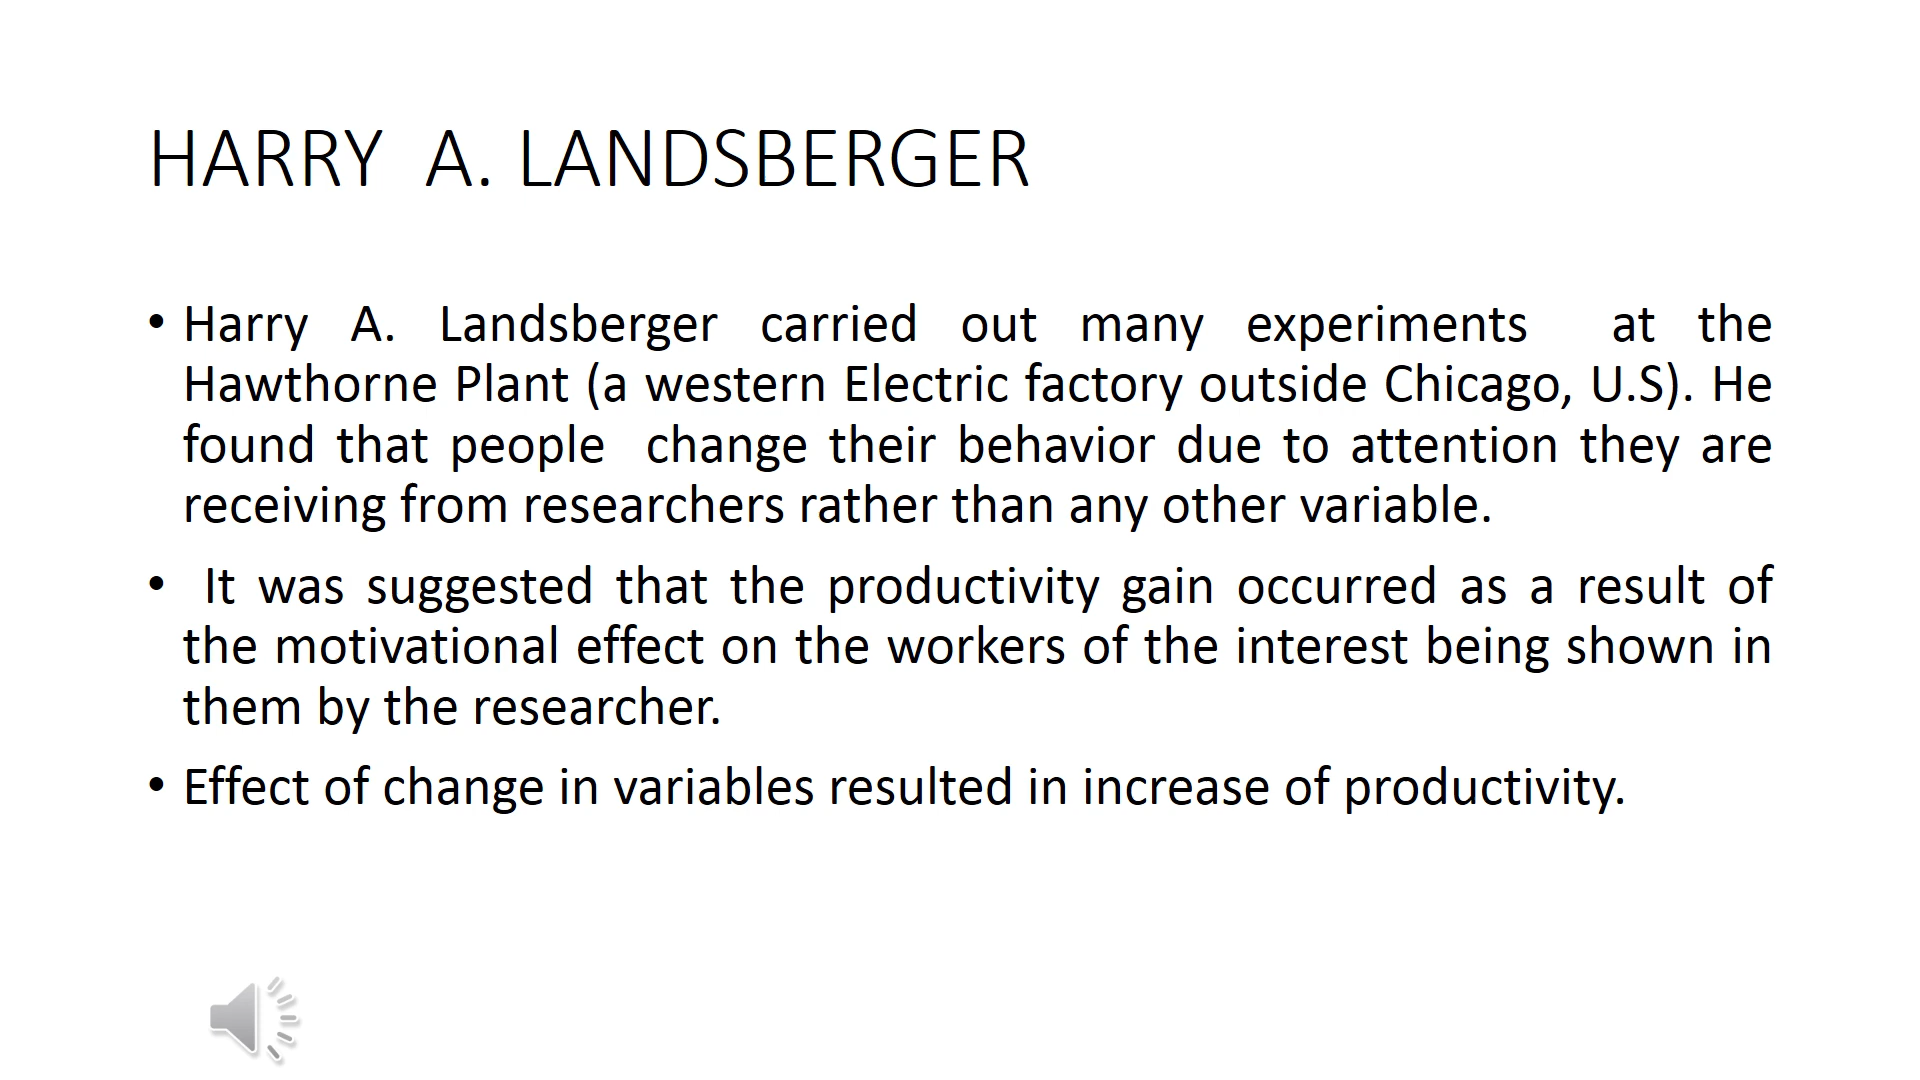 HARRY A. LANDSBERGER
• Harry A. Landsberger carried out many experiments at the
Hawthorne Plant (a western Electric factory outside Chicago, U.S). He
found that people change their behavior due to attention they are
receiving from researchers rather than any other variable.
• It was suggested that the productivity gain occurred as a result of
the motivational effect on the workers of the interest being shown in
them by the researcher.
• Effect of change in variables resulted in increase of productivity.